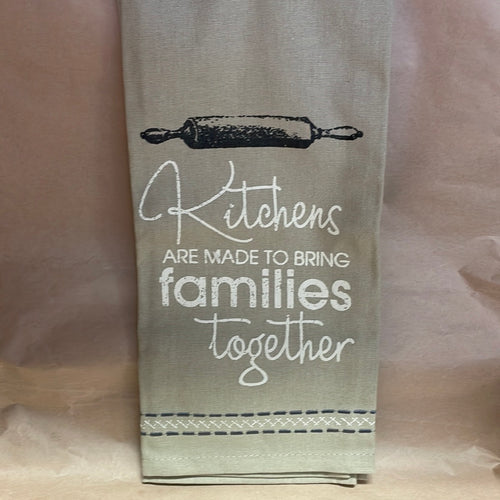 Kitchens
ARE MADE TO BRING
families
together